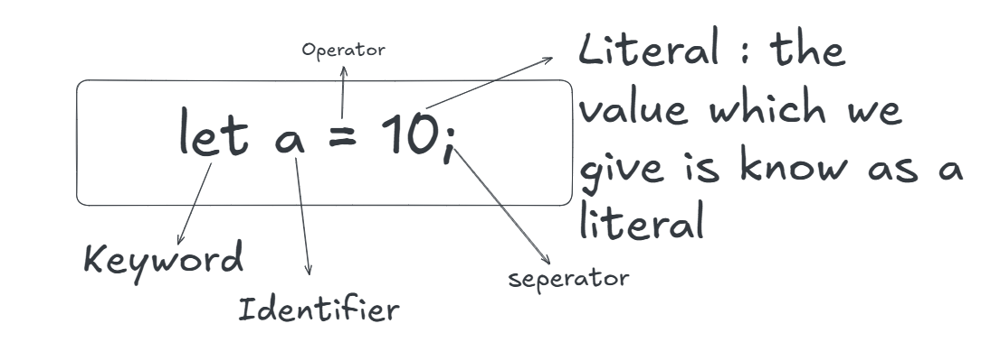 Operator
let a = 10;
Literal : the
value which we
give is know as a
literal
Keyword
Identifier
seperator